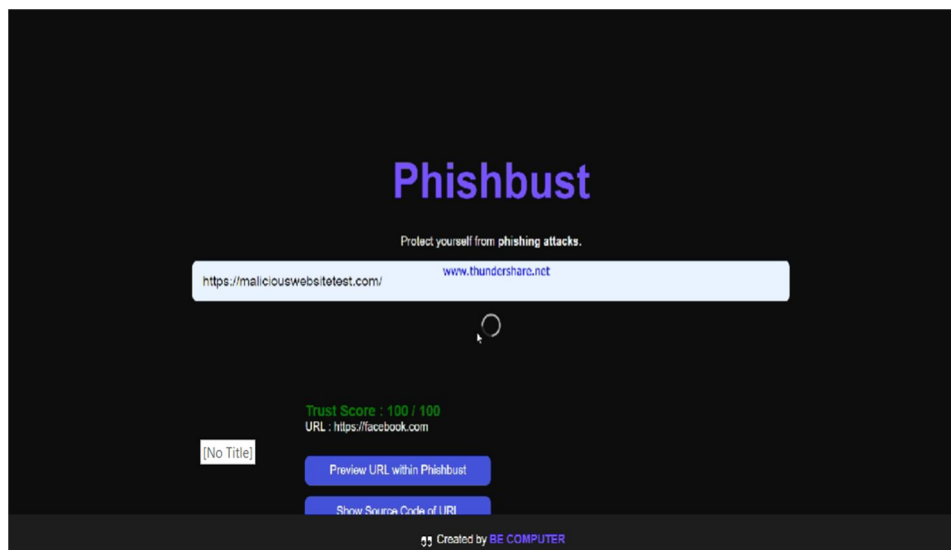 Phishbust
Protect yourself from phishing attacks.
www.thundershare.net
https://maliciouswebsitetest.com/
Trust Score : 100 / 100
URL : https://facebook.com
[No Title]
Preview URL within Phishbust
Show Source Code of URL
Created by BE COMPUTER